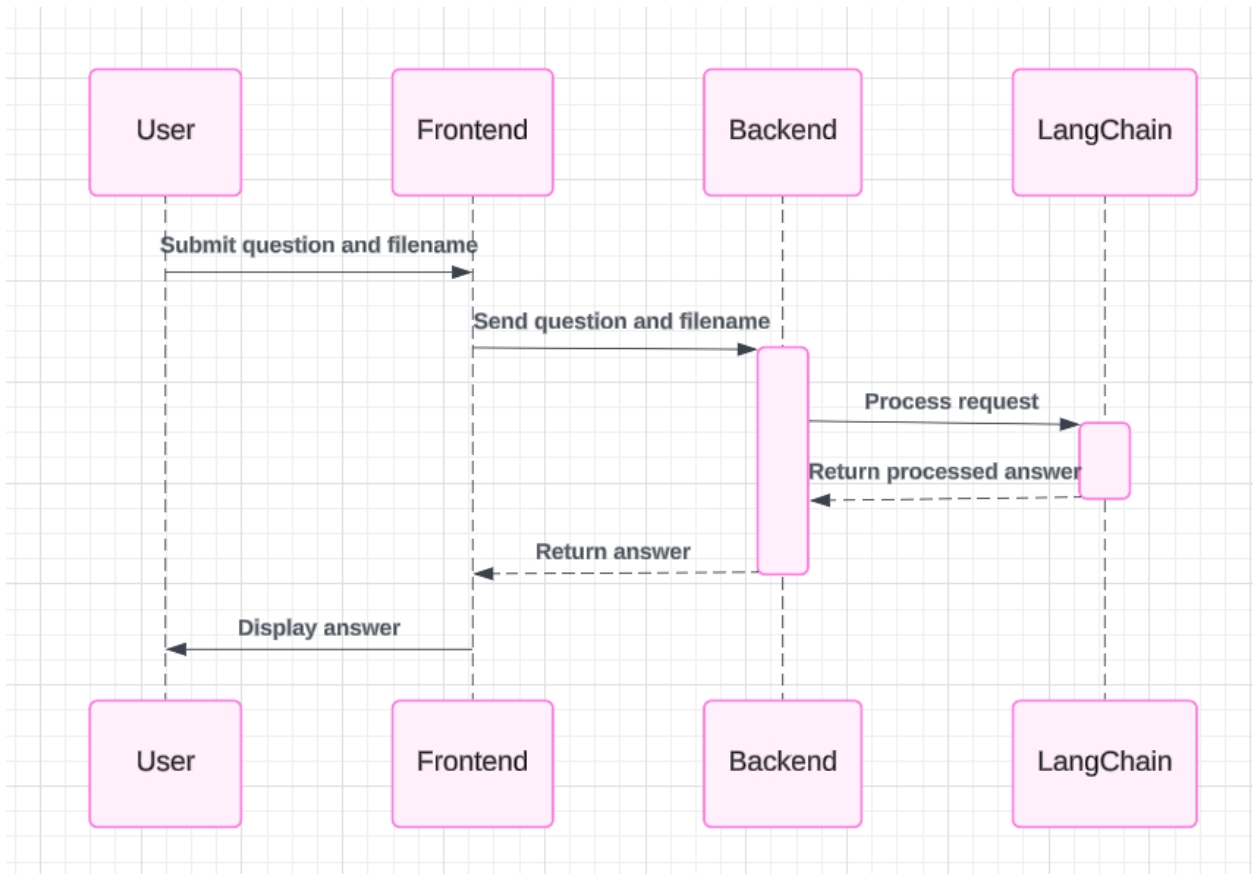 User
Frontend
Backend
LangChain
Submit question and filename
Send question and filename
Process request
Return processed answer
Return answer
Display answer
User
Frontend
Backend
LangChain